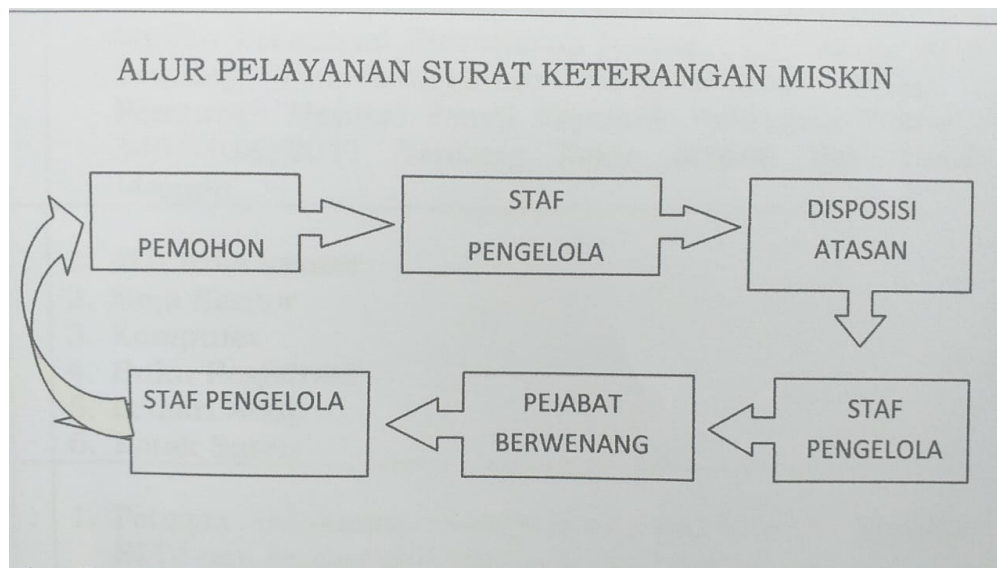 ALUR PELAYANAN SURAT KETERANGAN MISKIN
PEMOHON
STAF
PENGELOLA
DISPOSISI
ATASAN
STAF
PENGELOLA
PEJABAT
BERWENANG
STAF PENGELOLA